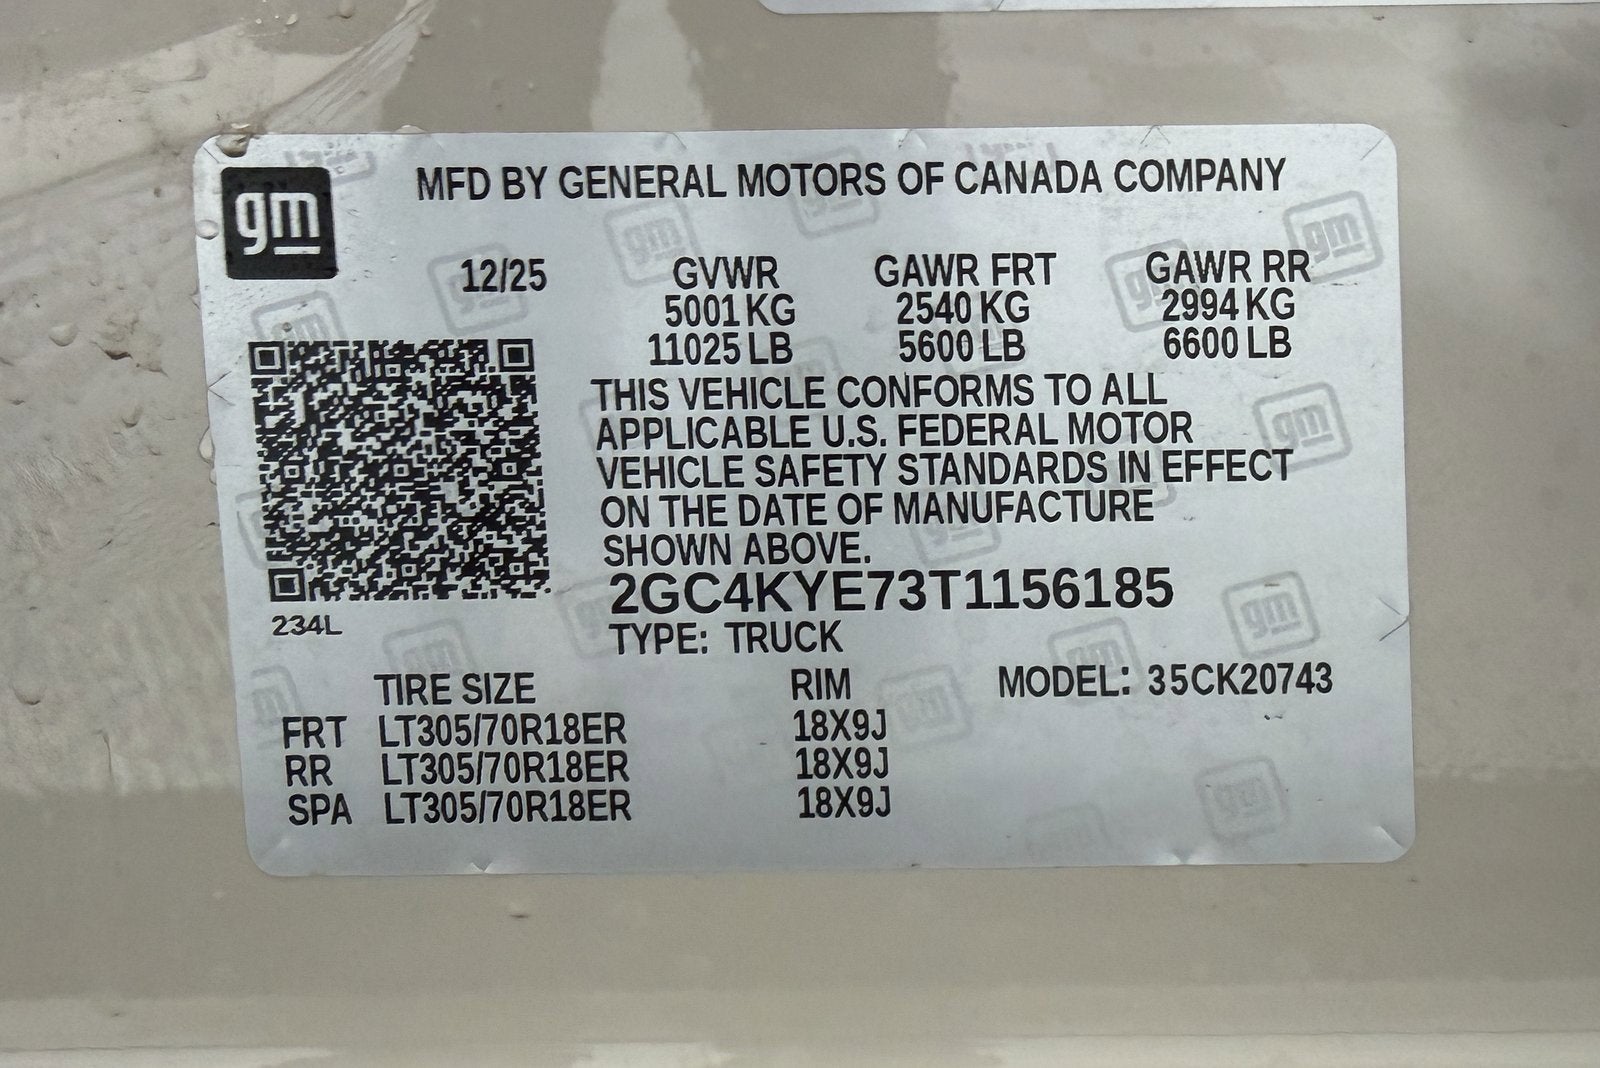 gm
MFD BY GENERAL MOTORS OF CANADA COMPANY
12/25 GVWR GAWR FRT GAWR RR
5001 KG 2540 KG 2994 KG
11025 LB 5600 LB 6600 LB
THIS VEHICLE CONFORMS TO ALL
APPLICABLE U.S. FEDERAL MOTOR
VEHICLE SAFETY STANDARDS IN EFFECT
ON THE DATE OF MANUFACTURE
SHOWN ABOVE.
2GC4KYE73T1156185
234L
TYPE: TRUCK
TIRE SIZE RIM MODEL: 35CK20743
FRT LT305/70R18ER 18X9J
RR LT305/70R18ER 18X9J
SPA LT305/70R18ER 18X9J